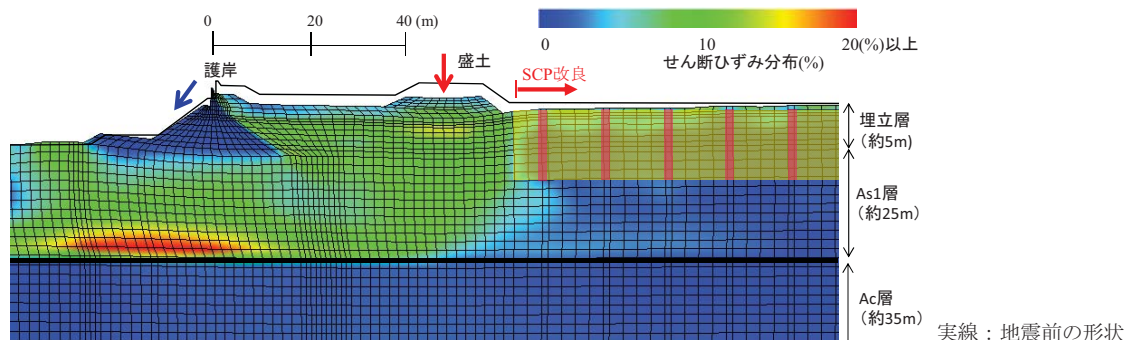 0 20 40 (m)
0 10 20(%)以上
せん断ひずみ分布(%)
護岸
盛土
SCP改良
埋立層
(約5m)
As1層
(約25m)
Ac層
(約35m)
実線：地震前の形状